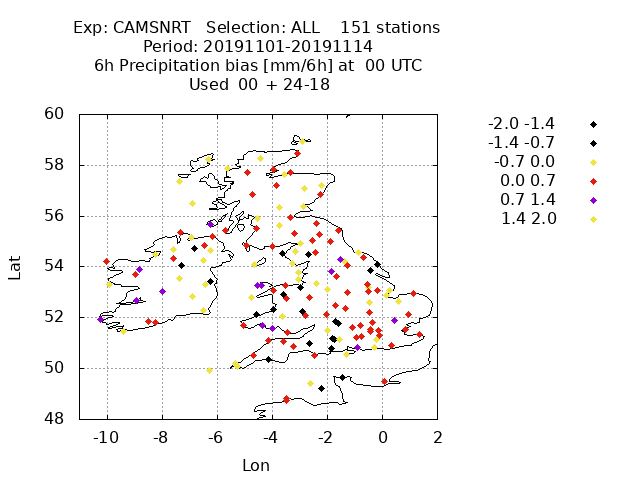 Exp: CAMSNRT   Selection: ALL    151 stations
Period: 20191101-20191114
6h Precipitation bias [mm/6h] at  00 UTC
Used  00 + 24-18
60
58
56
54
52
50
48
Lat
-10 -8 -6 -4 -2 0 2
Lon
-2.0 -1.4
-1.4 -0.7
-0.7 0.0
0.0 0.7
0.7 1.4
1.4 2.0